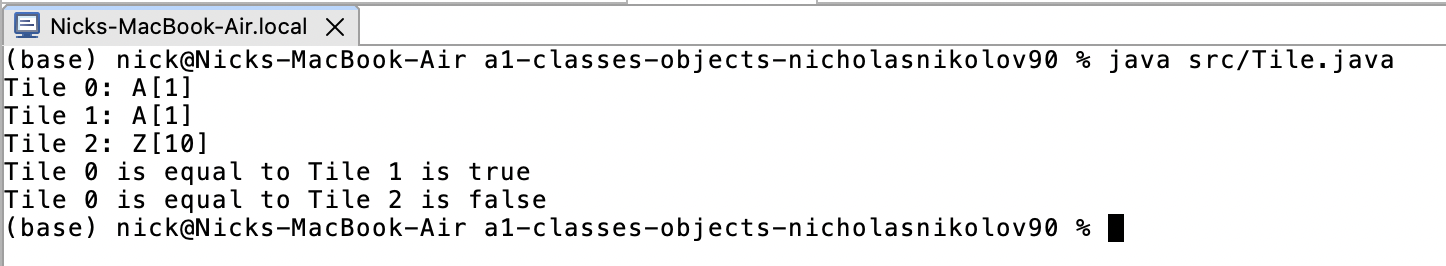 Nicks-MacBook-Air.local
(base) nick@Nicks-MacBook-Air a1-classes-objects-nicholasnikolov90 % java src/Tile.java
Tile 0: A[1]
Tile 1: A[1]
Tile 2: Z[10]
Tile 0 is equal to Tile 1 is true
Tile 0 is equal to Tile 2 is false
(base) nick@Nicks-MacBook-Air a1-classes-objects-nicholasnikolov90 %